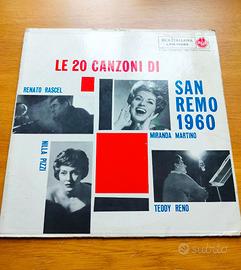 RCA ITALIANA
LE 20 CANZONI DI
RENATO RASCEL
SAN
REMO
1960
MIRANDA MARTINO
NILLA PIZZI
TEDDY RENO
subito